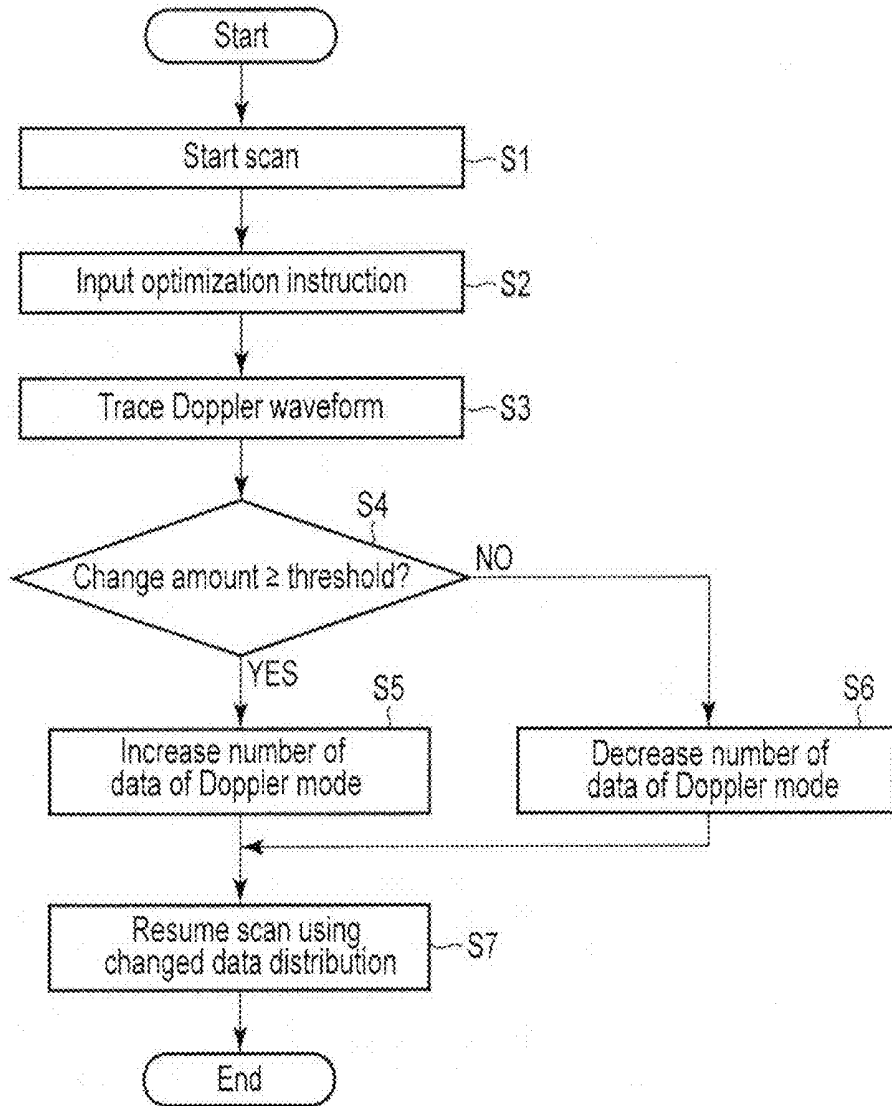 Start
Start scan
S1
Input optimization instruction
S2
Trace Doppler waveform
S3
S4
Change amount ≥ threshold?
NO
YES
S5
S6
Increase number of
data of Doppler mode
Decrease number of
data of Doppler mode
Resume scan using
changed data distribution
S7
End